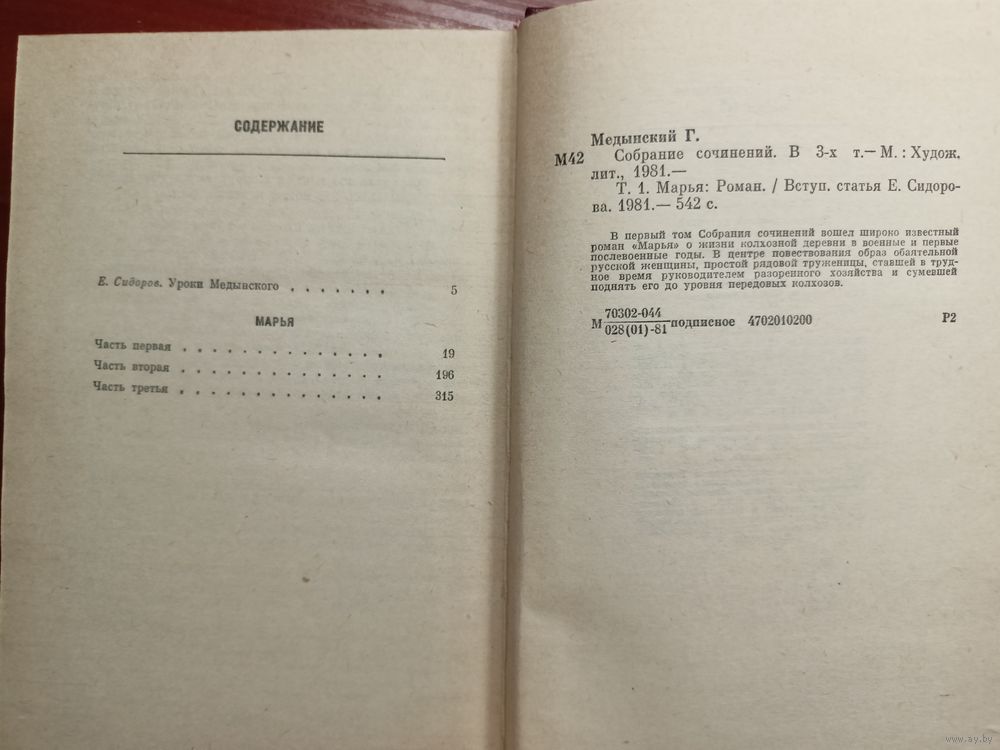 СОДЕРЖАНИЕ
Е. Сидоров. Уроки Медынского . . . . . . . 5
МАРЬЯ
Часть первая . . . . . . . . . . . . . . 19
Часть вторая . . . . . . . . . . . . . . 196
Часть третья . . . . . . . . . . . . . . 315
Медынский Г.
М42 Собрание сочинений. В 3-х т.— М. : Худож.
лит., 1981.—
Т. 1. Марья: Роман. / Вступ. статья Е. Сидоро-
ва. 1981.— 542 с.
В первый том Собрания сочинений вошел широко известный
роман «Марья» о жизни колхозной деревни в военные и первые
послевоенные годы. В центре повествования образ обаятельной
русской женщины, простой рядовой труженицы, ставшей в труд-
ное время руководителем разоренного хозяйства и сумевшей
поднять его до уровня передовых колхозов.
70302-044
М 028(01)-81 подписное 4702010200 Р2
www.ay.by